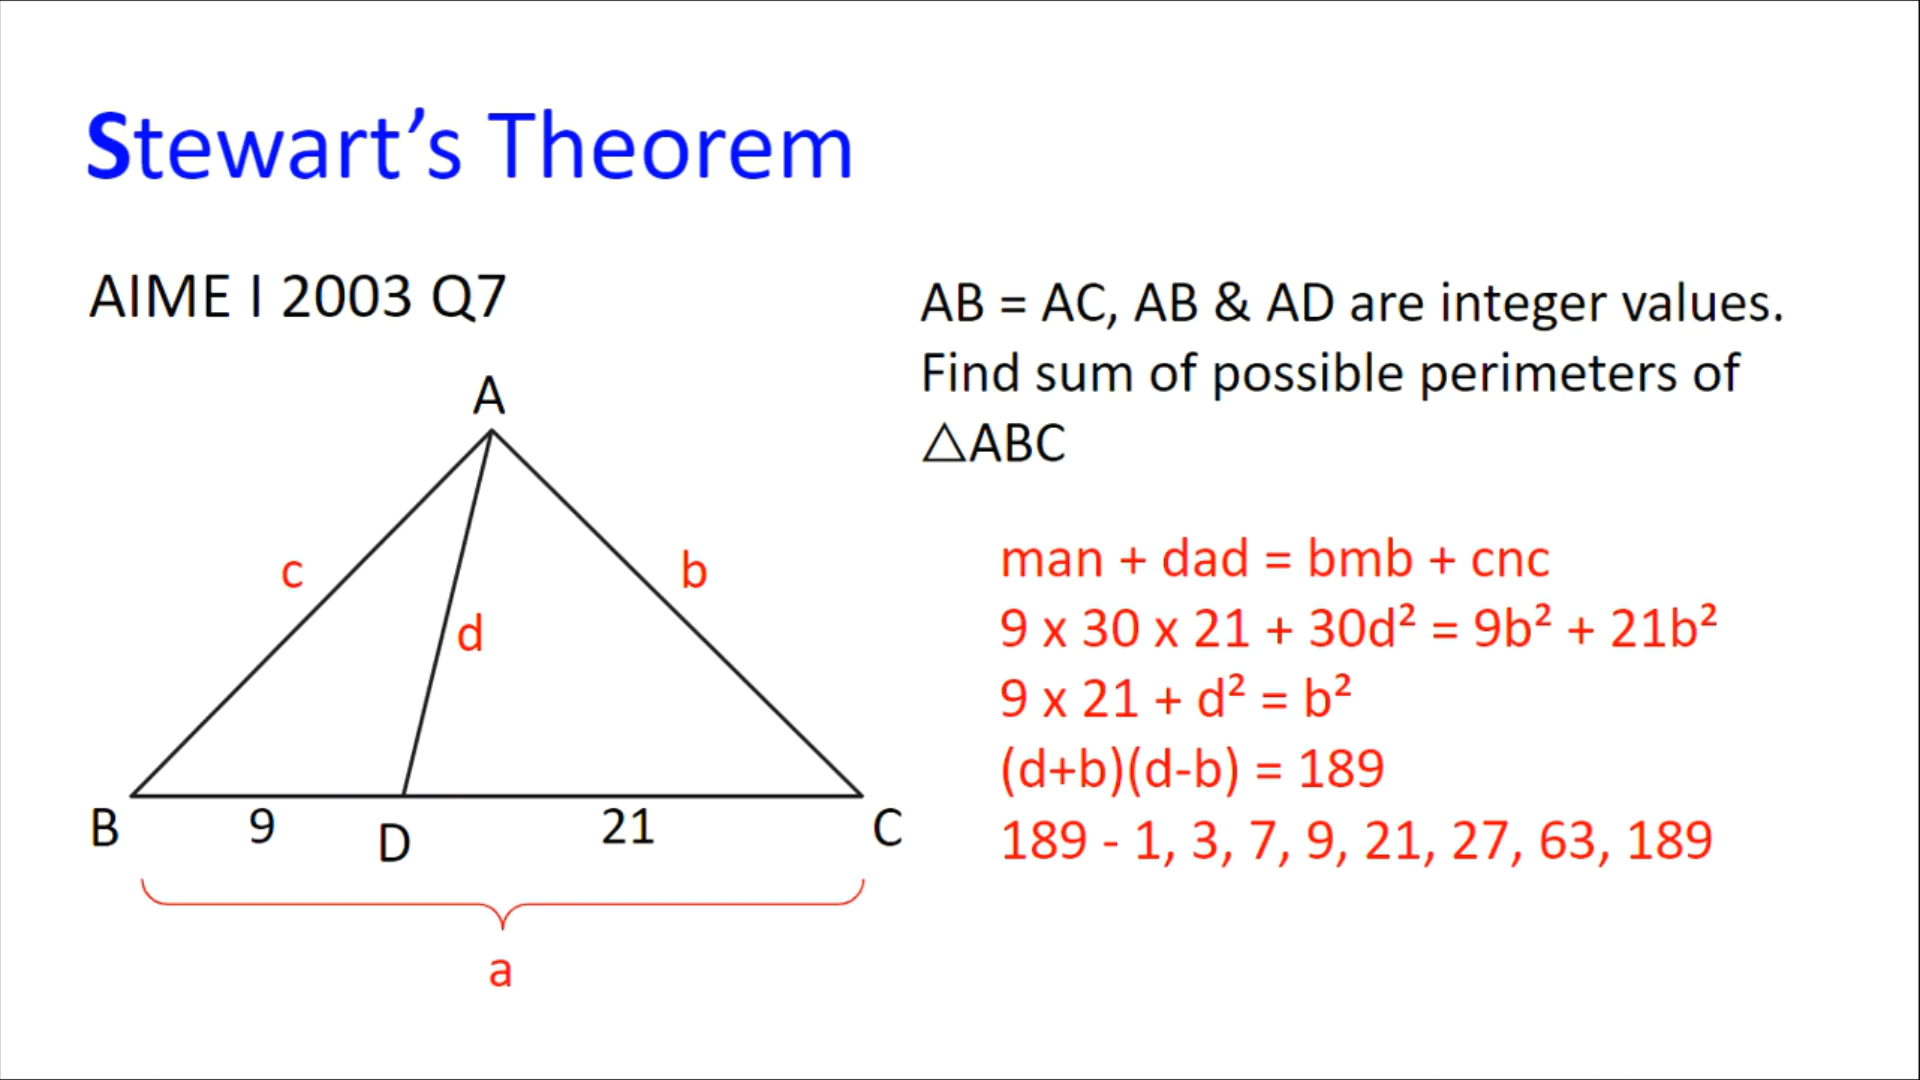 Stewart’s Theorem
AIME I 2003 Q7
AB = AC, AB & AD are integer values.
Find sum of possible perimeters of
△ABC
A
c
b
d
B
9
D
21
C
a
man + dad = bmb + cnc
9 x 30 x 21 + 30d² = 9b² + 21b²
9 x 21 + d² = b²
(d+b)(d-b) = 189
189 - 1, 3, 7, 9, 21, 27, 63, 189